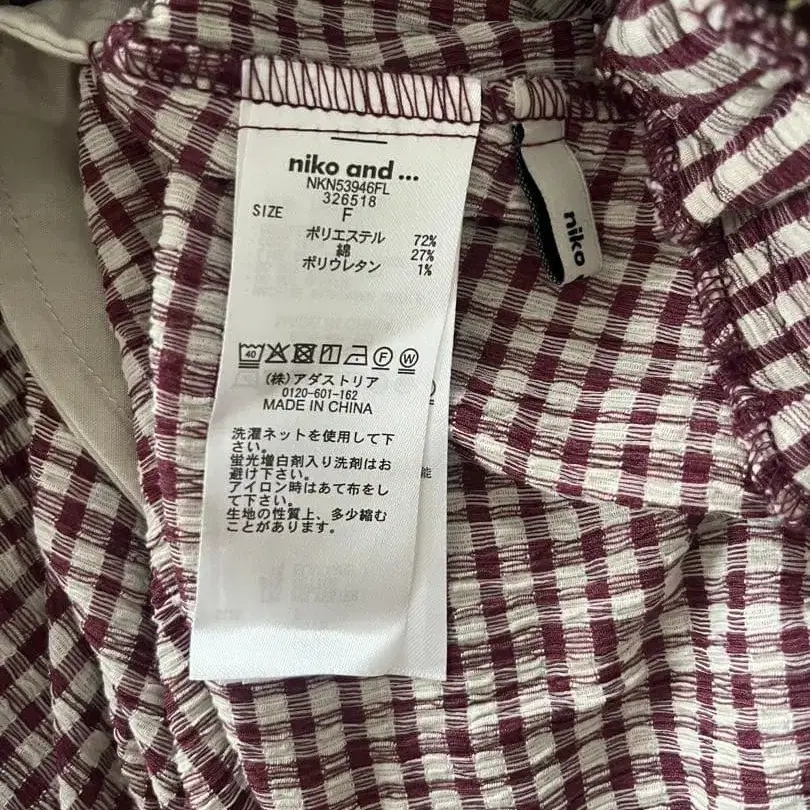 niko and ...
NKN53946FL
326518
SIZE F
ポリエステル 72%
綿 27%
ポリウレタン 1%
40
F
W
(株)アダストリア
0120-601-162
MADE IN CHINA
洗濯ネットを使用して下
さい。
蛍光増白剤入り洗剤はお
避け下さい。
アイロン時はあて布をし
て下さい。
生地の性質上、多少縮む
ことがあります。
能
niko